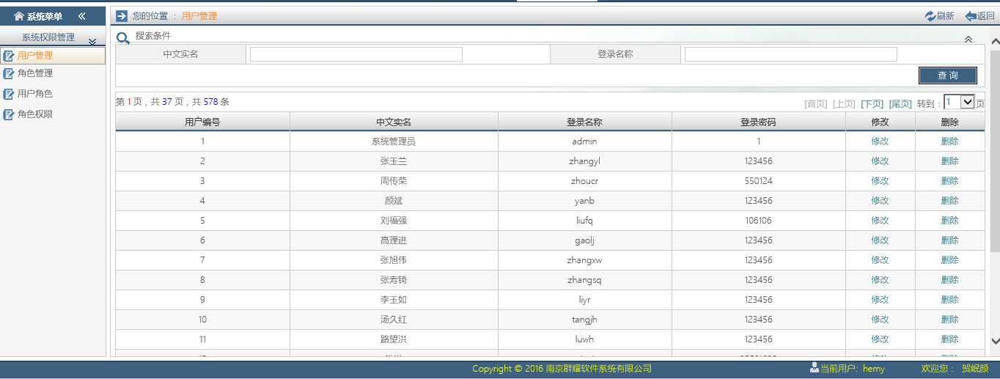 系统菜单
您的位置 ： 用户管理 刷新 返回
系统权限管理
用户管理
角色管理
用户角色
角色权限
搜索条件
中文实名 登录名称
查 询
第 1 页，共 37 页，共 578 条 [首页] [上页] [下页] [尾页] 转到：1 页
用户编号 中文实名 登录名称 登录密码 修改 删除
1 系统管理员 admin 1 修改 删除
2 张玉兰 zhangyl 123456 修改 删除
3 周传荣 zhoucr 550124 修改 删除
4 颜斌 yanb 123456 修改 删除
5 刘福强 liufq 106106 修改 删除
6 高理进 gaolj 123456 修改 删除
7 张旭伟 zhangxw 123456 修改 删除
8 张寿锜 zhangsq 123456 修改 删除
9 李玉如 liyr 123456 修改 删除
10 汤久红 tangjh 123456 修改 删除
11 路望洪 luwh 123456 修改 删除
Copyright © 2016 南京群耀软件系统有限公司 当前用户: hemy 欢迎您： 贺岷颜